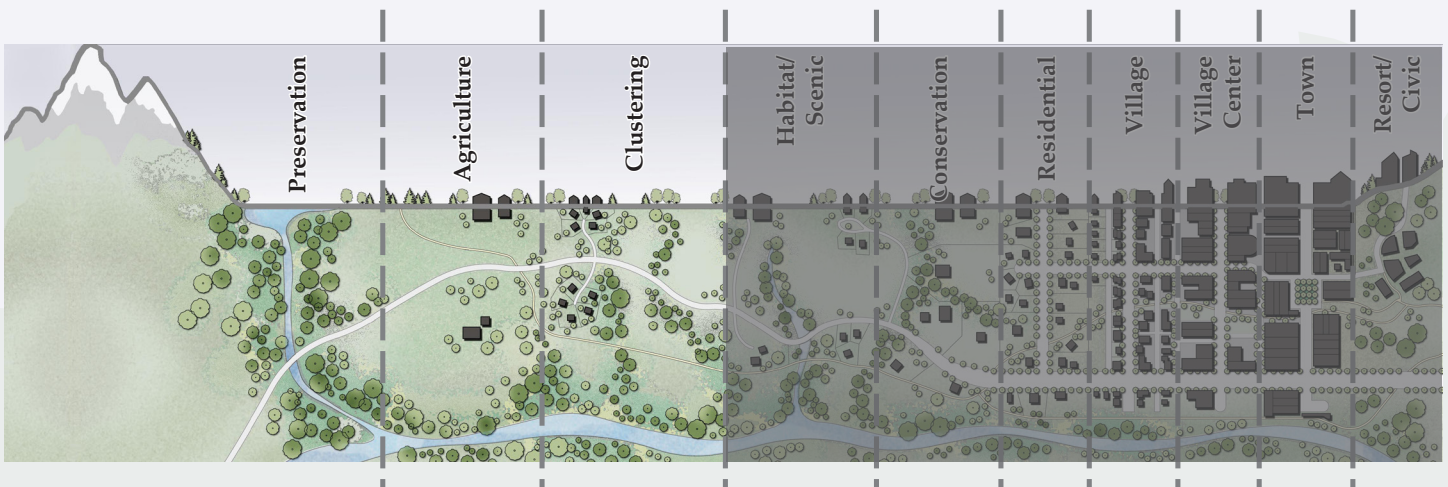 Preservation
Agriculture
Clustering
Habitat/
Scenic
Conservation
Residential
Village
Village
Center
Town
Resort/
Civic